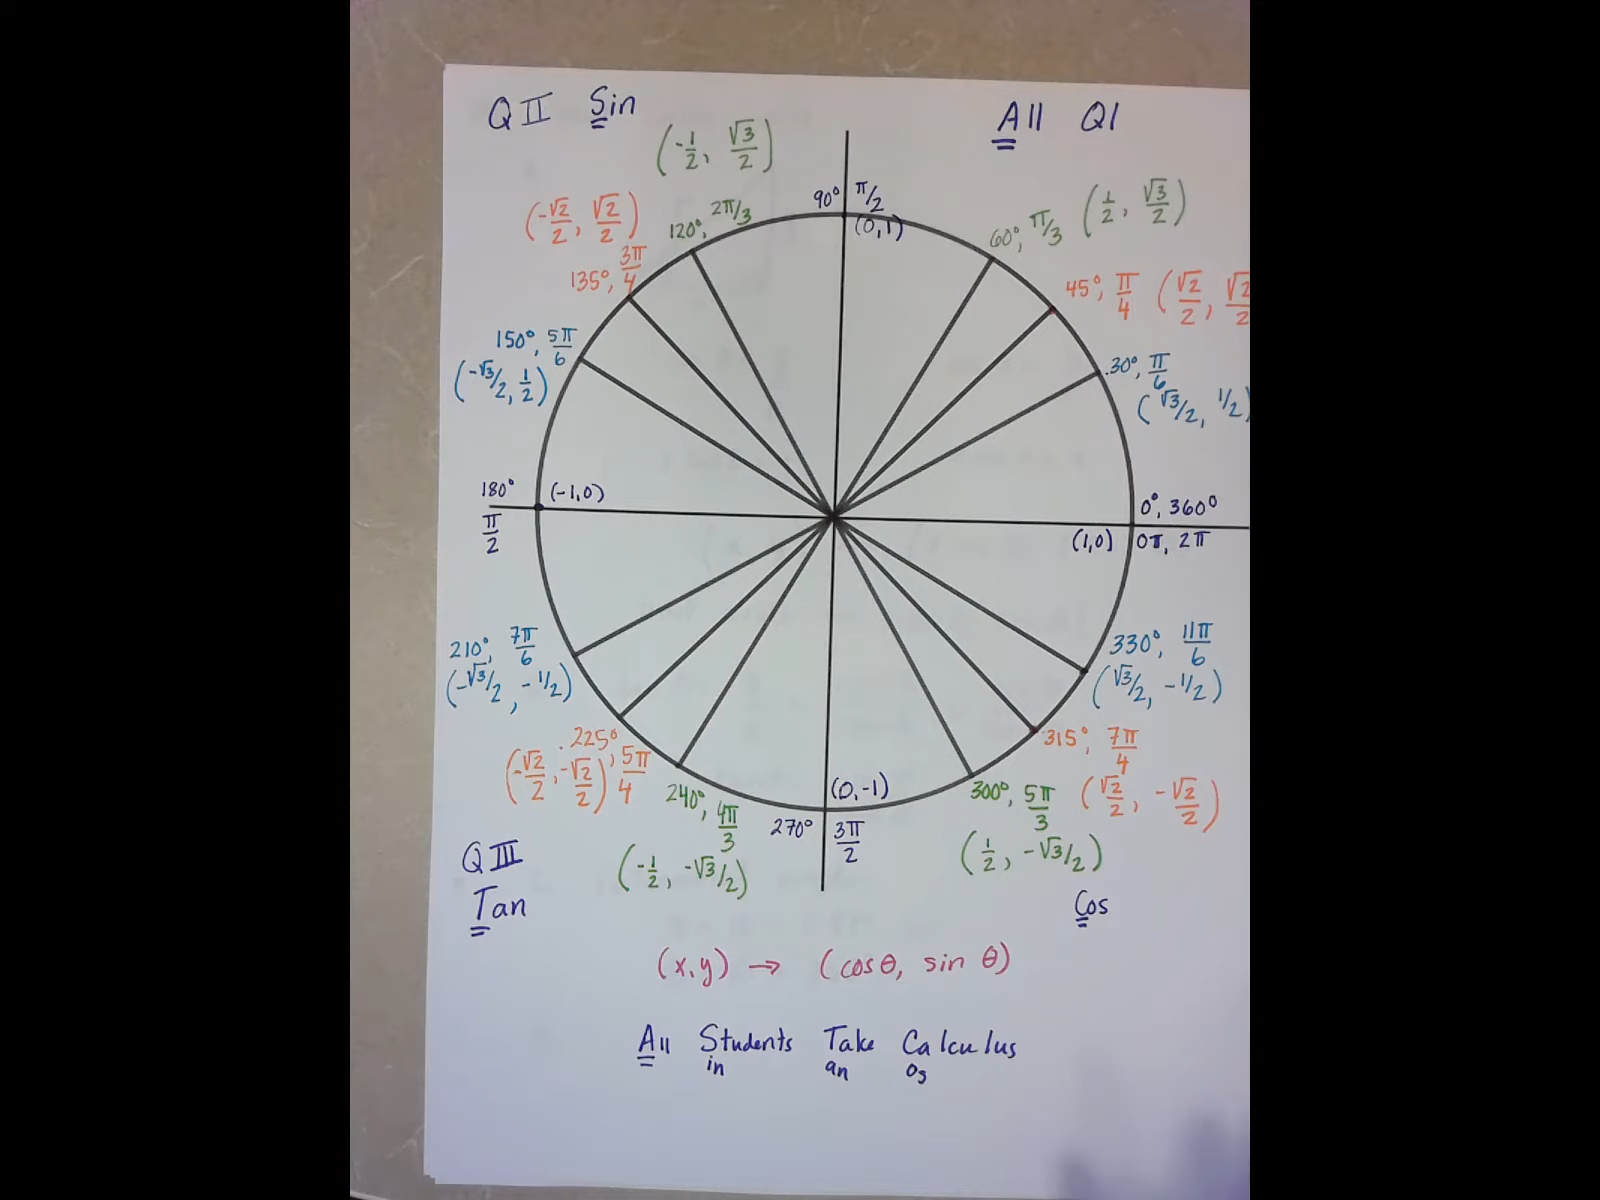 Q II Sin
All QI
(-1/2, √3/2)
90° π/2
(0,1)
(-√2/2, √2/2)
120°, 2π/3
60°, π/3 (1/2, √3/2)
135°, 3π/4
45°, π/4 (√2/2, √2/2
150°, 5π/6
(-√3/2, 1/2)
30°, π/6
(√3/2, 1/2)
180° (-1,0)
π/2
0°, 360°
(1,0) 0π, 2π
210°, 7π/6
(-√3/2, -1/2)
330°, 11π/6
(√3/2, -1/2)
225°, 5π/4
(-√2/2, -√2/2)
315°, 7π/4
(√2/2, -√2/2)
240°, 4π/3
(-1/2, -√3/2)
(0,-1)
270° 3π/2
300°, 5π/3
(1/2, -√3/2)
Q III
Tan
Cos
(x,y) → (cosθ, sin θ)
All Students Take Calculus
in an os